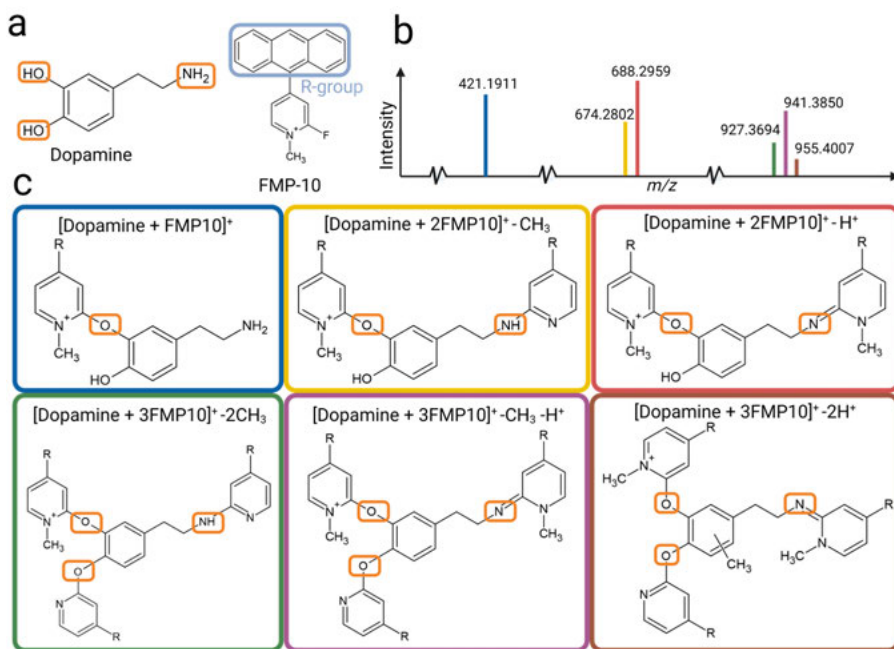 a
HO
HO
NH₂
Dopamine
R-group
N⁺
F
CH₃
FMP-10
b
Intensity
421.1911
674.2802
688.2959
927.3694
941.3850
955.4007
m/z
c
[Dopamine + FMP10]⁺
R
N⁺
CH₃
O
HO
NH₂
[Dopamine + 2FMP10]⁺ - CH₃
R
N⁺
CH₃
O
HO
NH
N
R
[Dopamine + 2FMP10]⁺ - H⁺
R
N⁺
CH₃
O
HO
N
N
CH₃
R
[Dopamine + 3FMP10]⁺ -2CH₃
R
N⁺
CH₃
O
O
NH
N
R
N
R
[Dopamine + 3FMP10]⁺ -CH₃ -H⁺
R
N⁺
CH₃
O
O
N
N
CH₃
R
N
R
[Dopamine + 3FMP10]⁺ -2H⁺
R
N⁺
H₃C
O
O
N
N
H₃C
R
CH₃
N
R